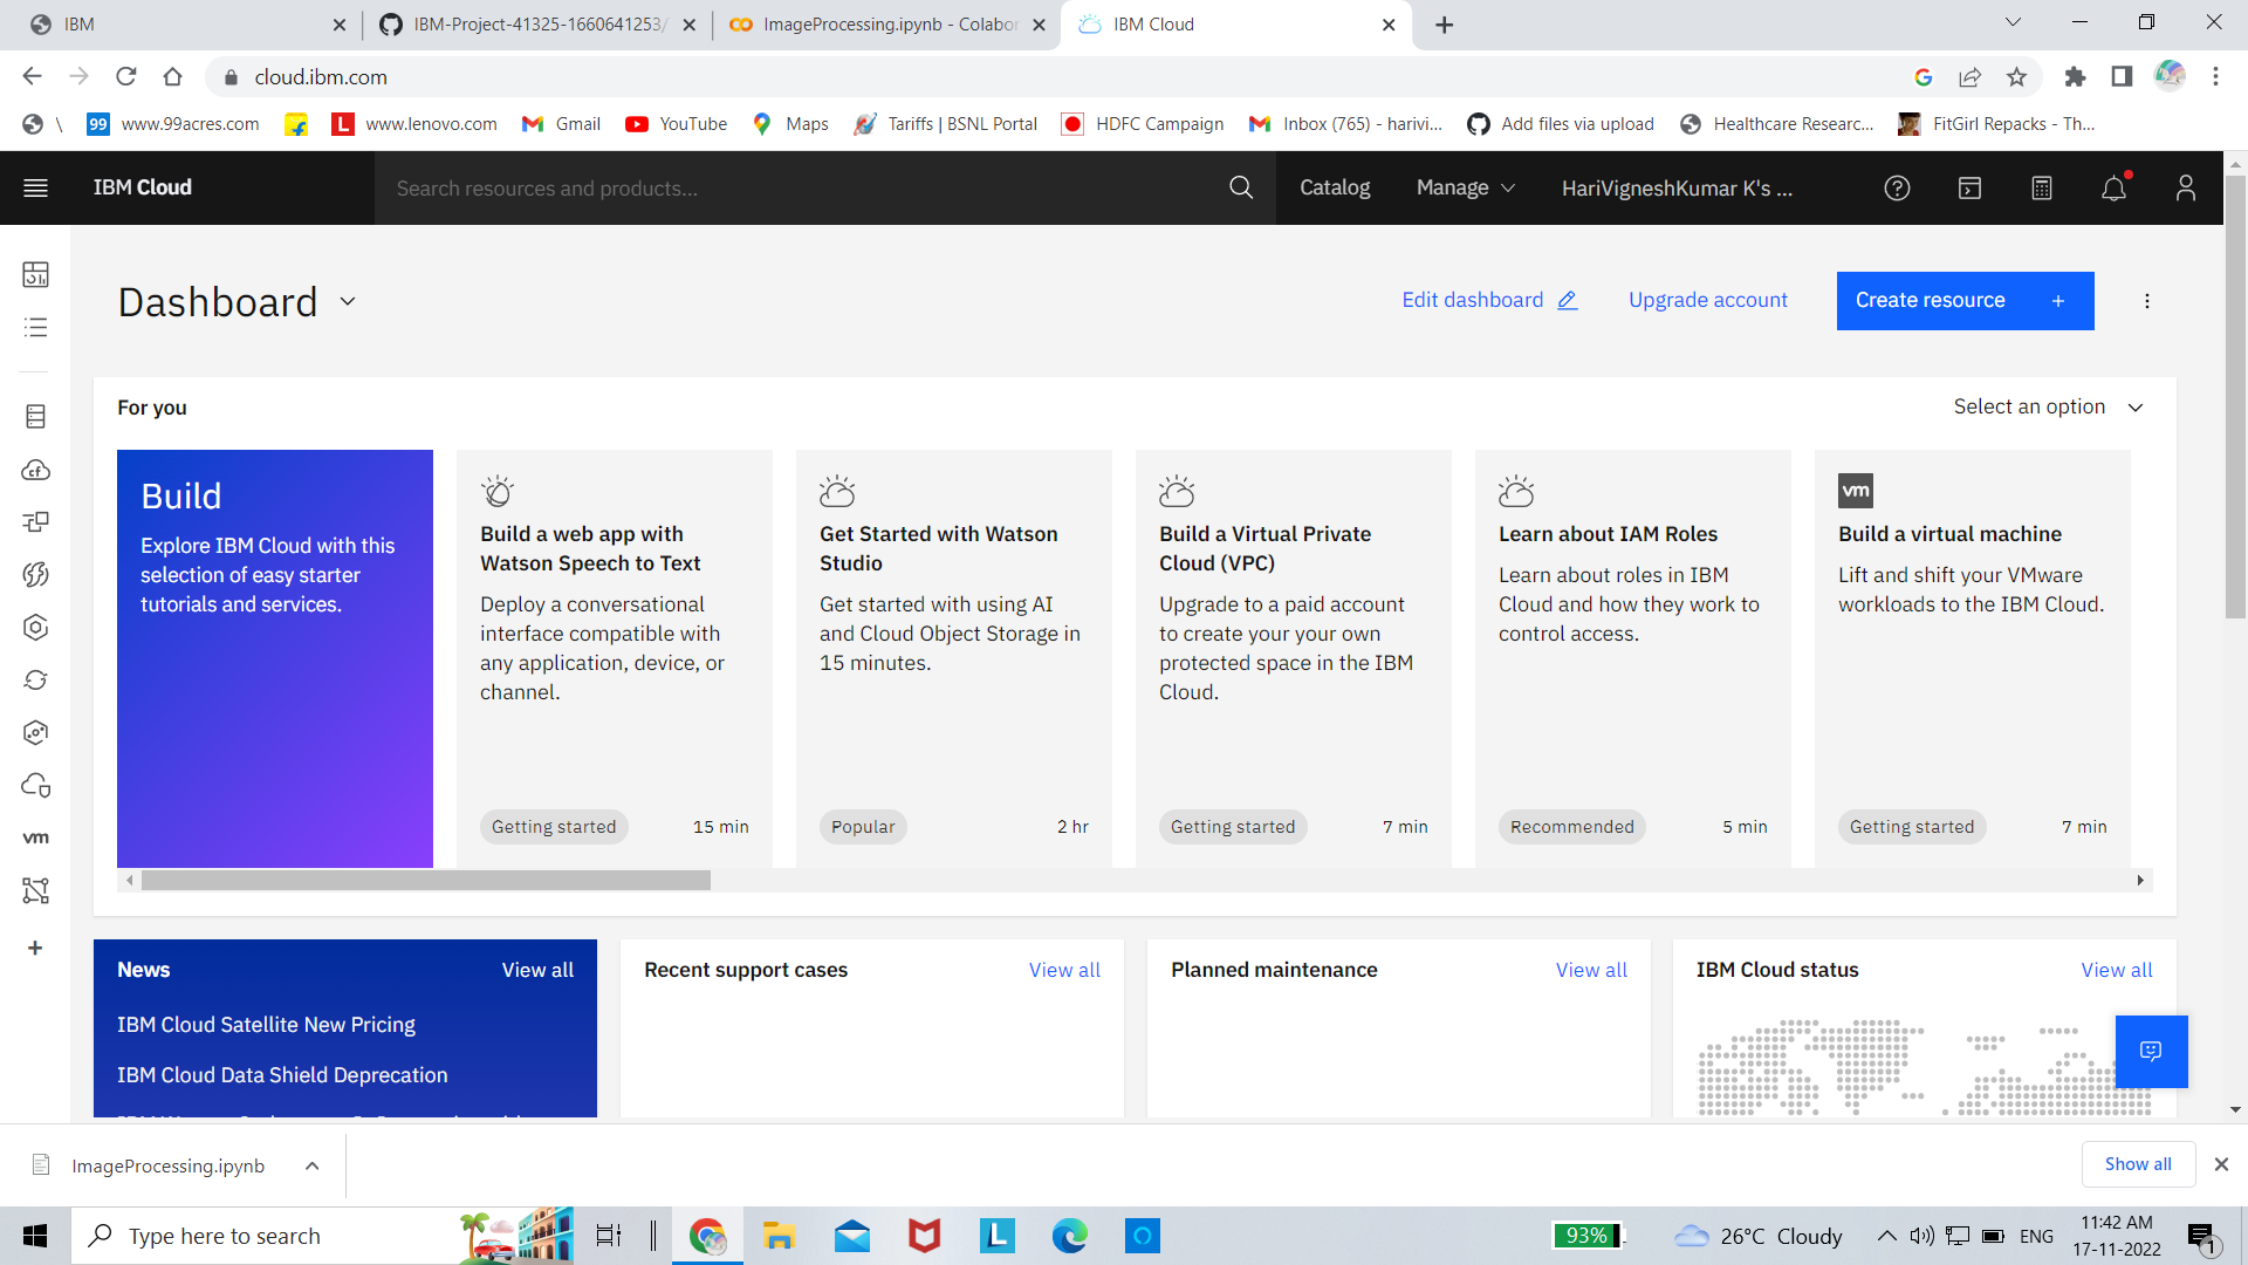 IBM
IBM-Project-41325-1660641253/
ImageProcessing.ipynb - Colabor
IBM Cloud
cloud.ibm.com
\
99 www.99acres.com
L www.lenovo.com
Gmail
YouTube
Maps
Tariffs | BSNL Portal
HDFC Campaign
Inbox (765) - harivi...
Add files via upload
Healthcare Researc...
FitGirl Repacks - Th...
IBM Cloud
Search resources and products...
Catalog
Manage
HariVigneshKumar K's ...
Dashboard
Edit dashboard
Upgrade account
Create resource +
For you
Select an option
Build
Explore IBM Cloud with this
selection of easy starter
tutorials and services.
Build a web app with
Watson Speech to Text
Deploy a conversational
interface compatible with
any application, device, or
channel.
Getting started 15 min
Get Started with Watson
Studio
Get started with using AI
and Cloud Object Storage in
15 minutes.
Popular 2 hr
Build a Virtual Private
Cloud (VPC)
Upgrade to a paid account
to create your your own
protected space in the IBM
Cloud.
Getting started 7 min
Learn about IAM Roles
Learn about roles in IBM
Cloud and how they work to
control access.
Recommended 5 min
vm
Build a virtual machine
Lift and shift your VMware
workloads to the IBM Cloud.
Getting started 7 min
cf
vm
News View all
IBM Cloud Satellite New Pricing
IBM Cloud Data Shield Deprecation
Recent support cases View all
Planned maintenance View all
IBM Cloud status View all
ImageProcessing.ipynb
Show all
Type here to search
L
93%
26°C Cloudy
ENG
11:42 AM
17-11-2022
1